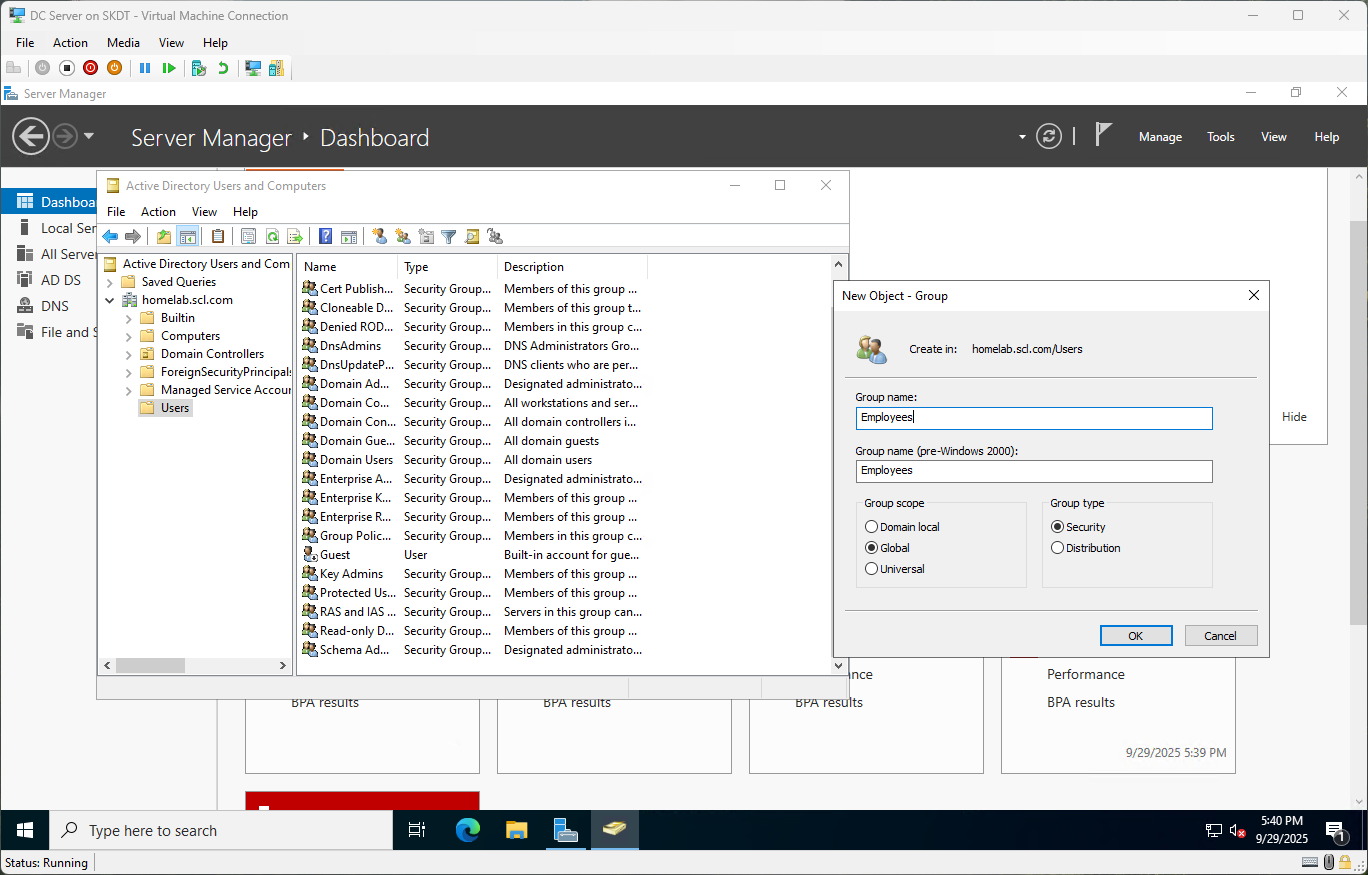 DC Server on SKDT - Virtual Machine Connection
File Action Media View Help
Server Manager
Server Manager ‣ Dashboard
Manage Tools View Help
Dashboa
Local Ser
All Server
AD DS
DNS
File and S
Active Directory Users and Computers
File Action View Help
Active Directory Users and Com
Saved Queries
homelab.scl.com
Builtin
Computers
Domain Controllers
ForeignSecurityPrincipals
Managed Service Accour
Users
Name Type Description
Cert Publish... Security Group... Members of this group ...
Cloneable D... Security Group... Members of this group t...
Denied ROD... Security Group... Members in this group c...
DnsAdmins Security Group... DNS Administrators Gro...
DnsUpdateP... Security Group... DNS clients who are per...
Domain Ad... Security Group... Designated administrato...
Domain Co... Security Group... All workstations and ser...
Domain Con... Security Group... All domain controllers i...
Domain Gue... Security Group... All domain guests
Domain Users Security Group... All domain users
Enterprise A... Security Group... Designated administrato...
Enterprise K... Security Group... Members of this group ...
Enterprise R... Security Group... Members of this group ...
Group Polic... Security Group... Members in this group c...
Guest User Built-in account for gue...
Key Admins Security Group... Members of this group ...
Protected Us... Security Group... Members of this group ...
RAS and IAS ... Security Group... Servers in this group can...
Read-only D... Security Group... Members of this group ...
Schema Ad... Security Group... Designated administrato...
New Object - Group
Create in: homelab.scl.com/Users
Group name:
Employees
Group name (pre-Windows 2000):
Employees
Group scope
Domain local
Global
Universal
Group type
Security
Distribution
OK Cancel
Hide
nce Performance
BPA results BPA results BPA results BPA results
9/29/2025 5:39 PM
Type here to search
5:40 PM
9/29/2025
1
Status: Running